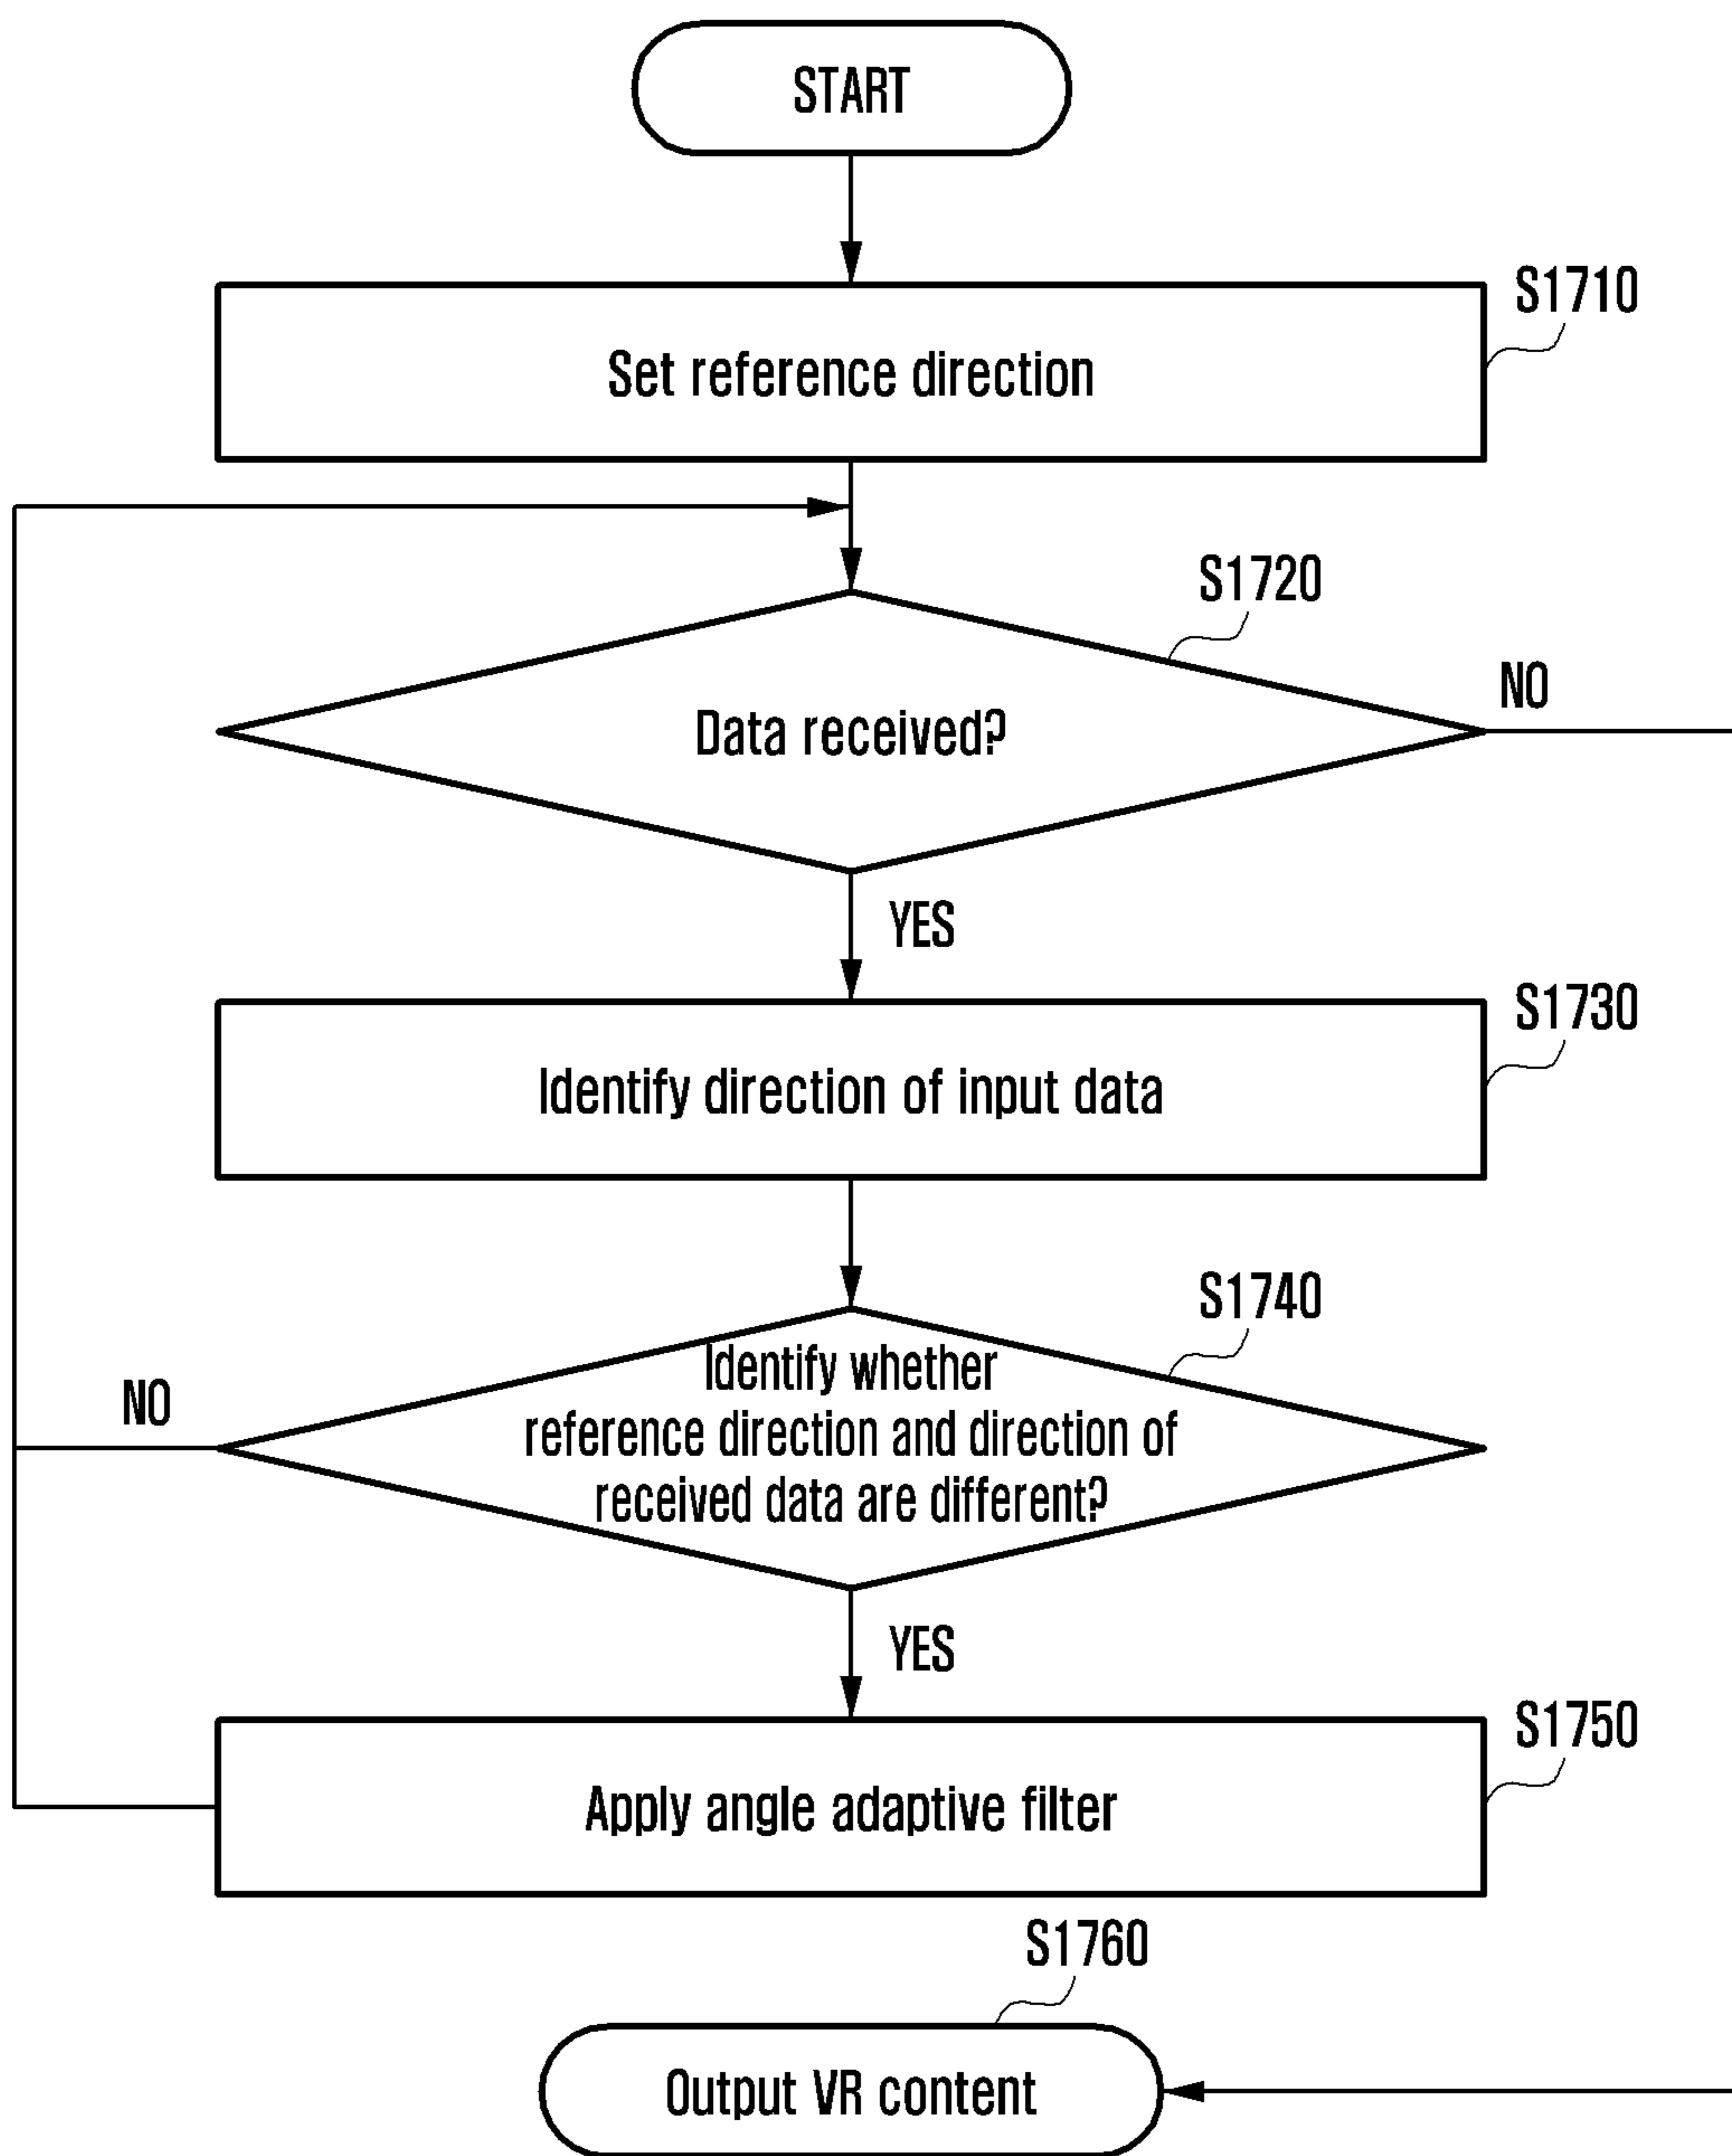 START
S1710
Set reference direction
S1720
NO
Data received?
YES
S1730
Identify direction of input data
S1740
Identify whether
NO
reference direction and direction of
received data are different?
YES
S1750
Apply angle adaptive filter
S1760
Output VR content